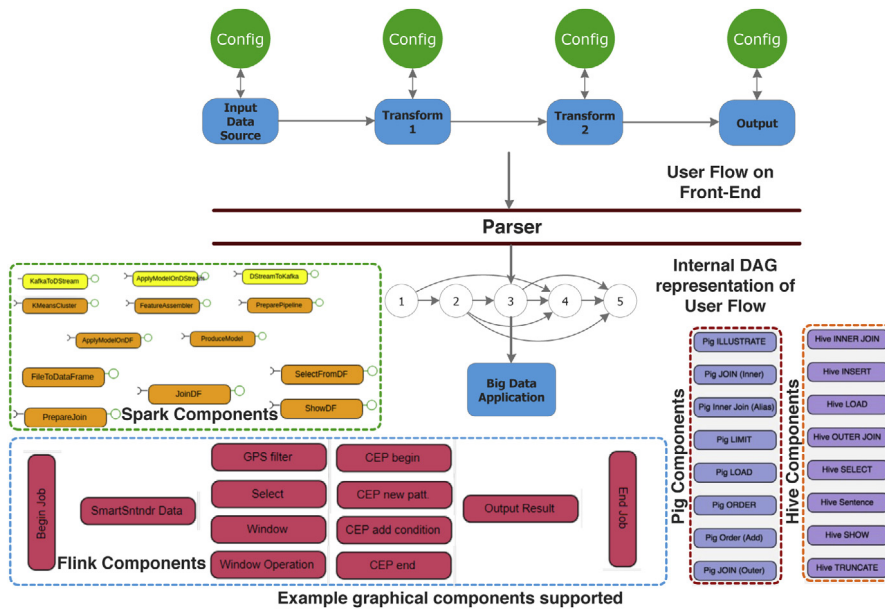 Config
Config
Config
Config
Input
Data
Source
Transform
1
Transform
2
Output
User Flow on
Front-End
Parser
1
2
3
4
5
Internal DAG
representation of
User Flow
Big Data
Application
KafkaToDStream
ApplyModelOnDStream
DStreamToKafka
KMeansCluster
FeatureAssembler
PreparePipeline
ApplyModelOnDF
ProduceModel
FileToDataFrame
JoinDF
SelectFromDF
PrepareJoin
ShowDF
Spark Components
Pig Components
Pig ILLUSTRATE
Pig JOIN (Inner)
Pig Inner Join (Alias)
Pig LIMIT
Pig LOAD
Pig ORDER
Pig Order (Add)
Pig JOIN (Outer)
Hive Components
Hive INNER JOIN
Hive INSERT
Hive LOAD
Hive OUTER JOIN
Hive SELECT
Hive Sentence
Hive SHOW
Hive TRUNCATE
Begin Job
SmartSntndr Data
GPS filter
Select
Window
Window Operation
CEP begin
CEP new patt.
CEP add condition
CEP end
Output Result
End Job
Flink Components
Example graphical components supported